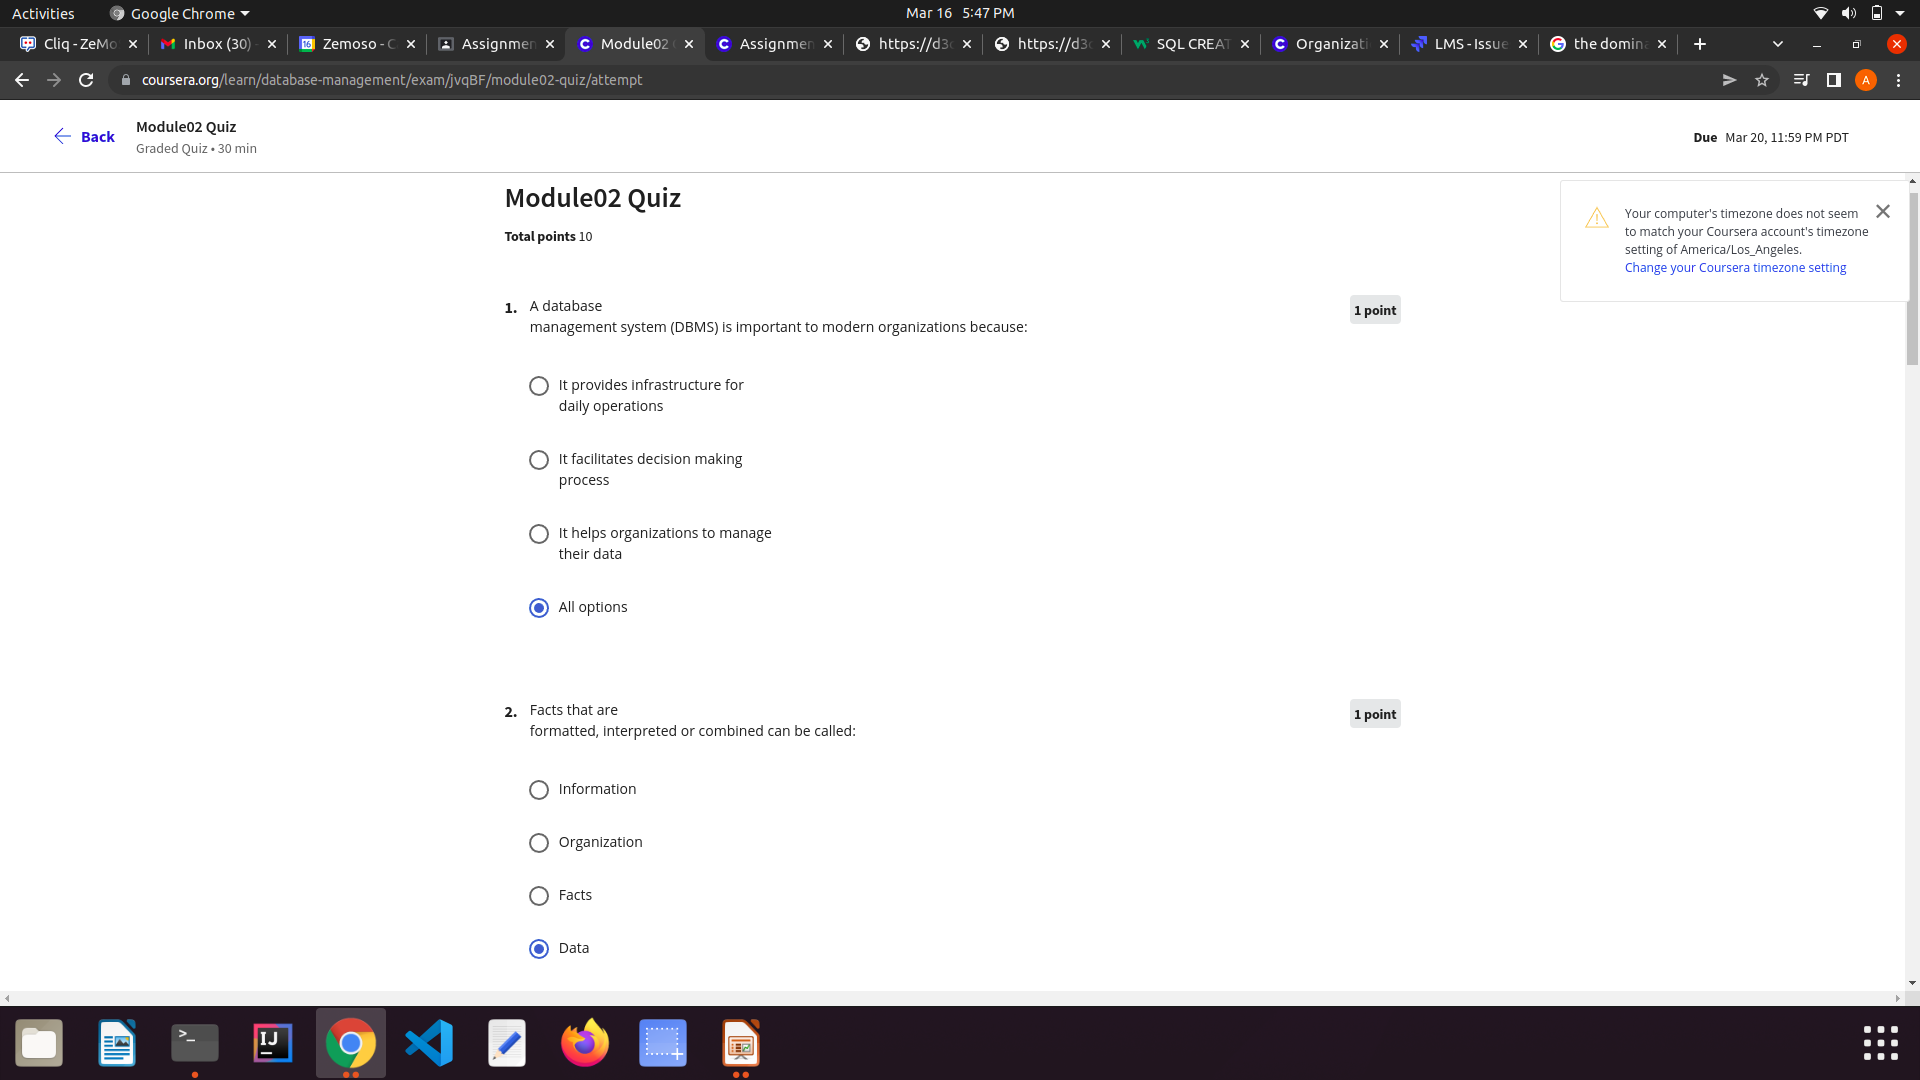 Activities
Google Chrome
Mar 16 5:47 PM
Cliq - ZeMo
Inbox (30) -
Zemoso - C
Assignmen
Module02
Assignmen
https://d3c
https://d3c
SQL CREAT
Organizati
LMS - Issue
the domina
coursera.org/learn/database-management/exam/jvqBF/module02-quiz/attempt
A
Back
Module02 Quiz
Graded Quiz • 30 min
Due Mar 20, 11:59 PM PDT
Module02 Quiz
Total points 10
Your computer's timezone does not seem
to match your Coursera account's timezone
setting of America/Los_Angeles.
Change your Coursera timezone setting
1. A database
management system (DBMS) is important to modern organizations because:
1 point
It provides infrastructure for
daily operations
It facilitates decision making
process
It helps organizations to manage
their data
All options
2. Facts that are
formatted, interpreted or combined can be called:
1 point
Information
Organization
Facts
Data